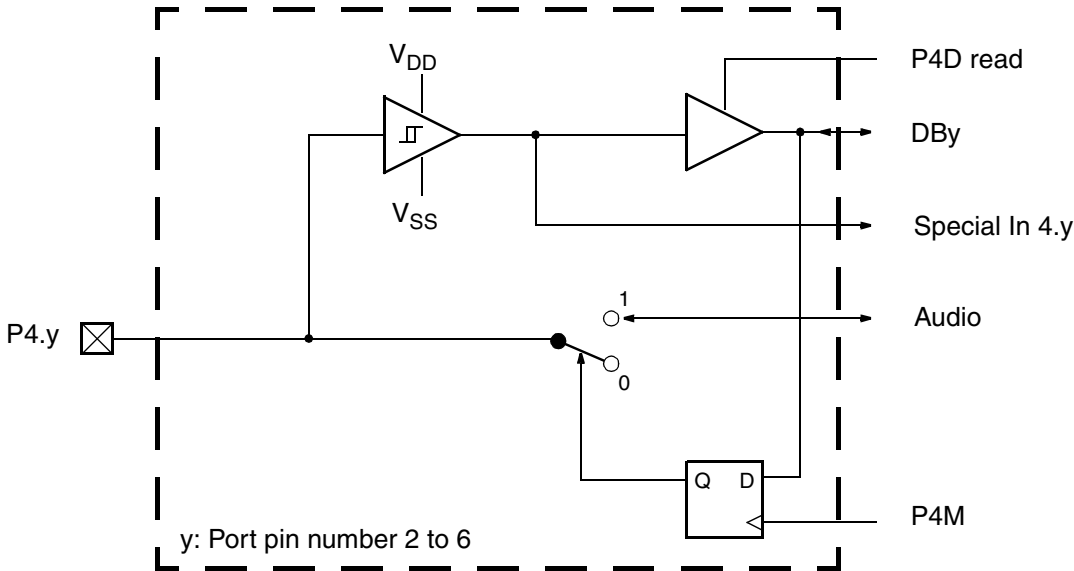 V_DD
P4D read
DBy
V_SS
Special In 4.y
1
Audio
P4.y
0
Q D
P4M
y: Port pin number 2 to 6